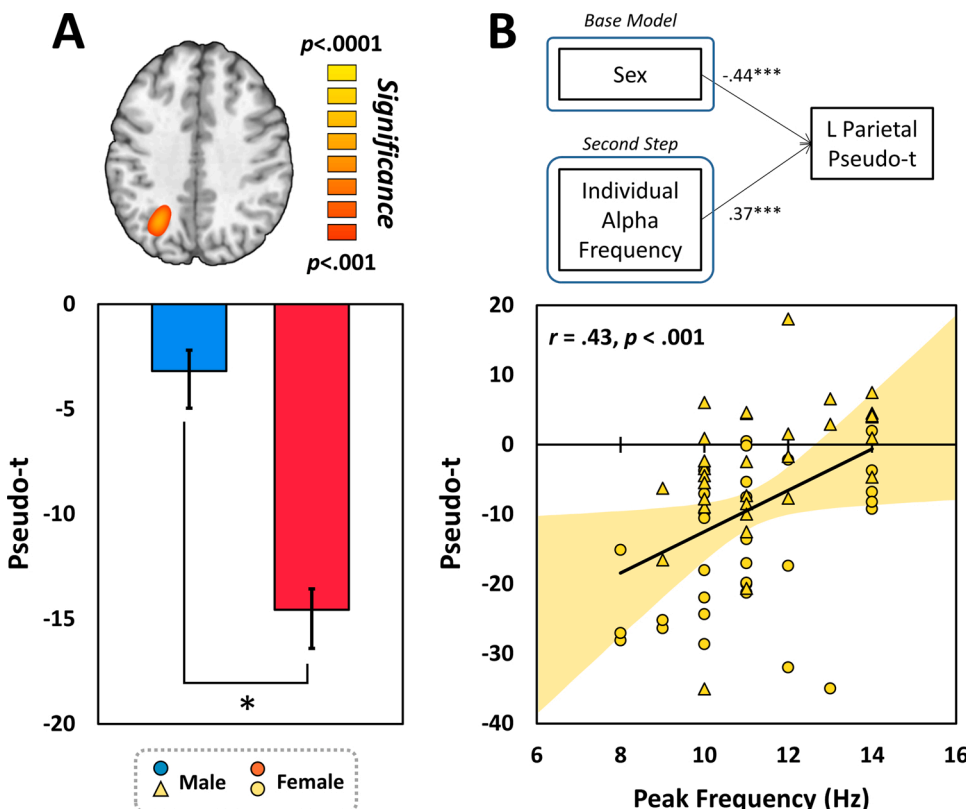 A
p<.0001
Significance
p<.001
B
Base Model
Sex
-.44***
L Parietal
Pseudo-t
Second Step
Individual
Alpha
Frequency
.37***
0
-5
-10
-15
-20
Pseudo-t
*
Male
Female
20
10
0
-10
-20
-30
-40
Pseudo-t
r = .43, p < .001
6
8
10
12
14
16
Peak Frequency (Hz)